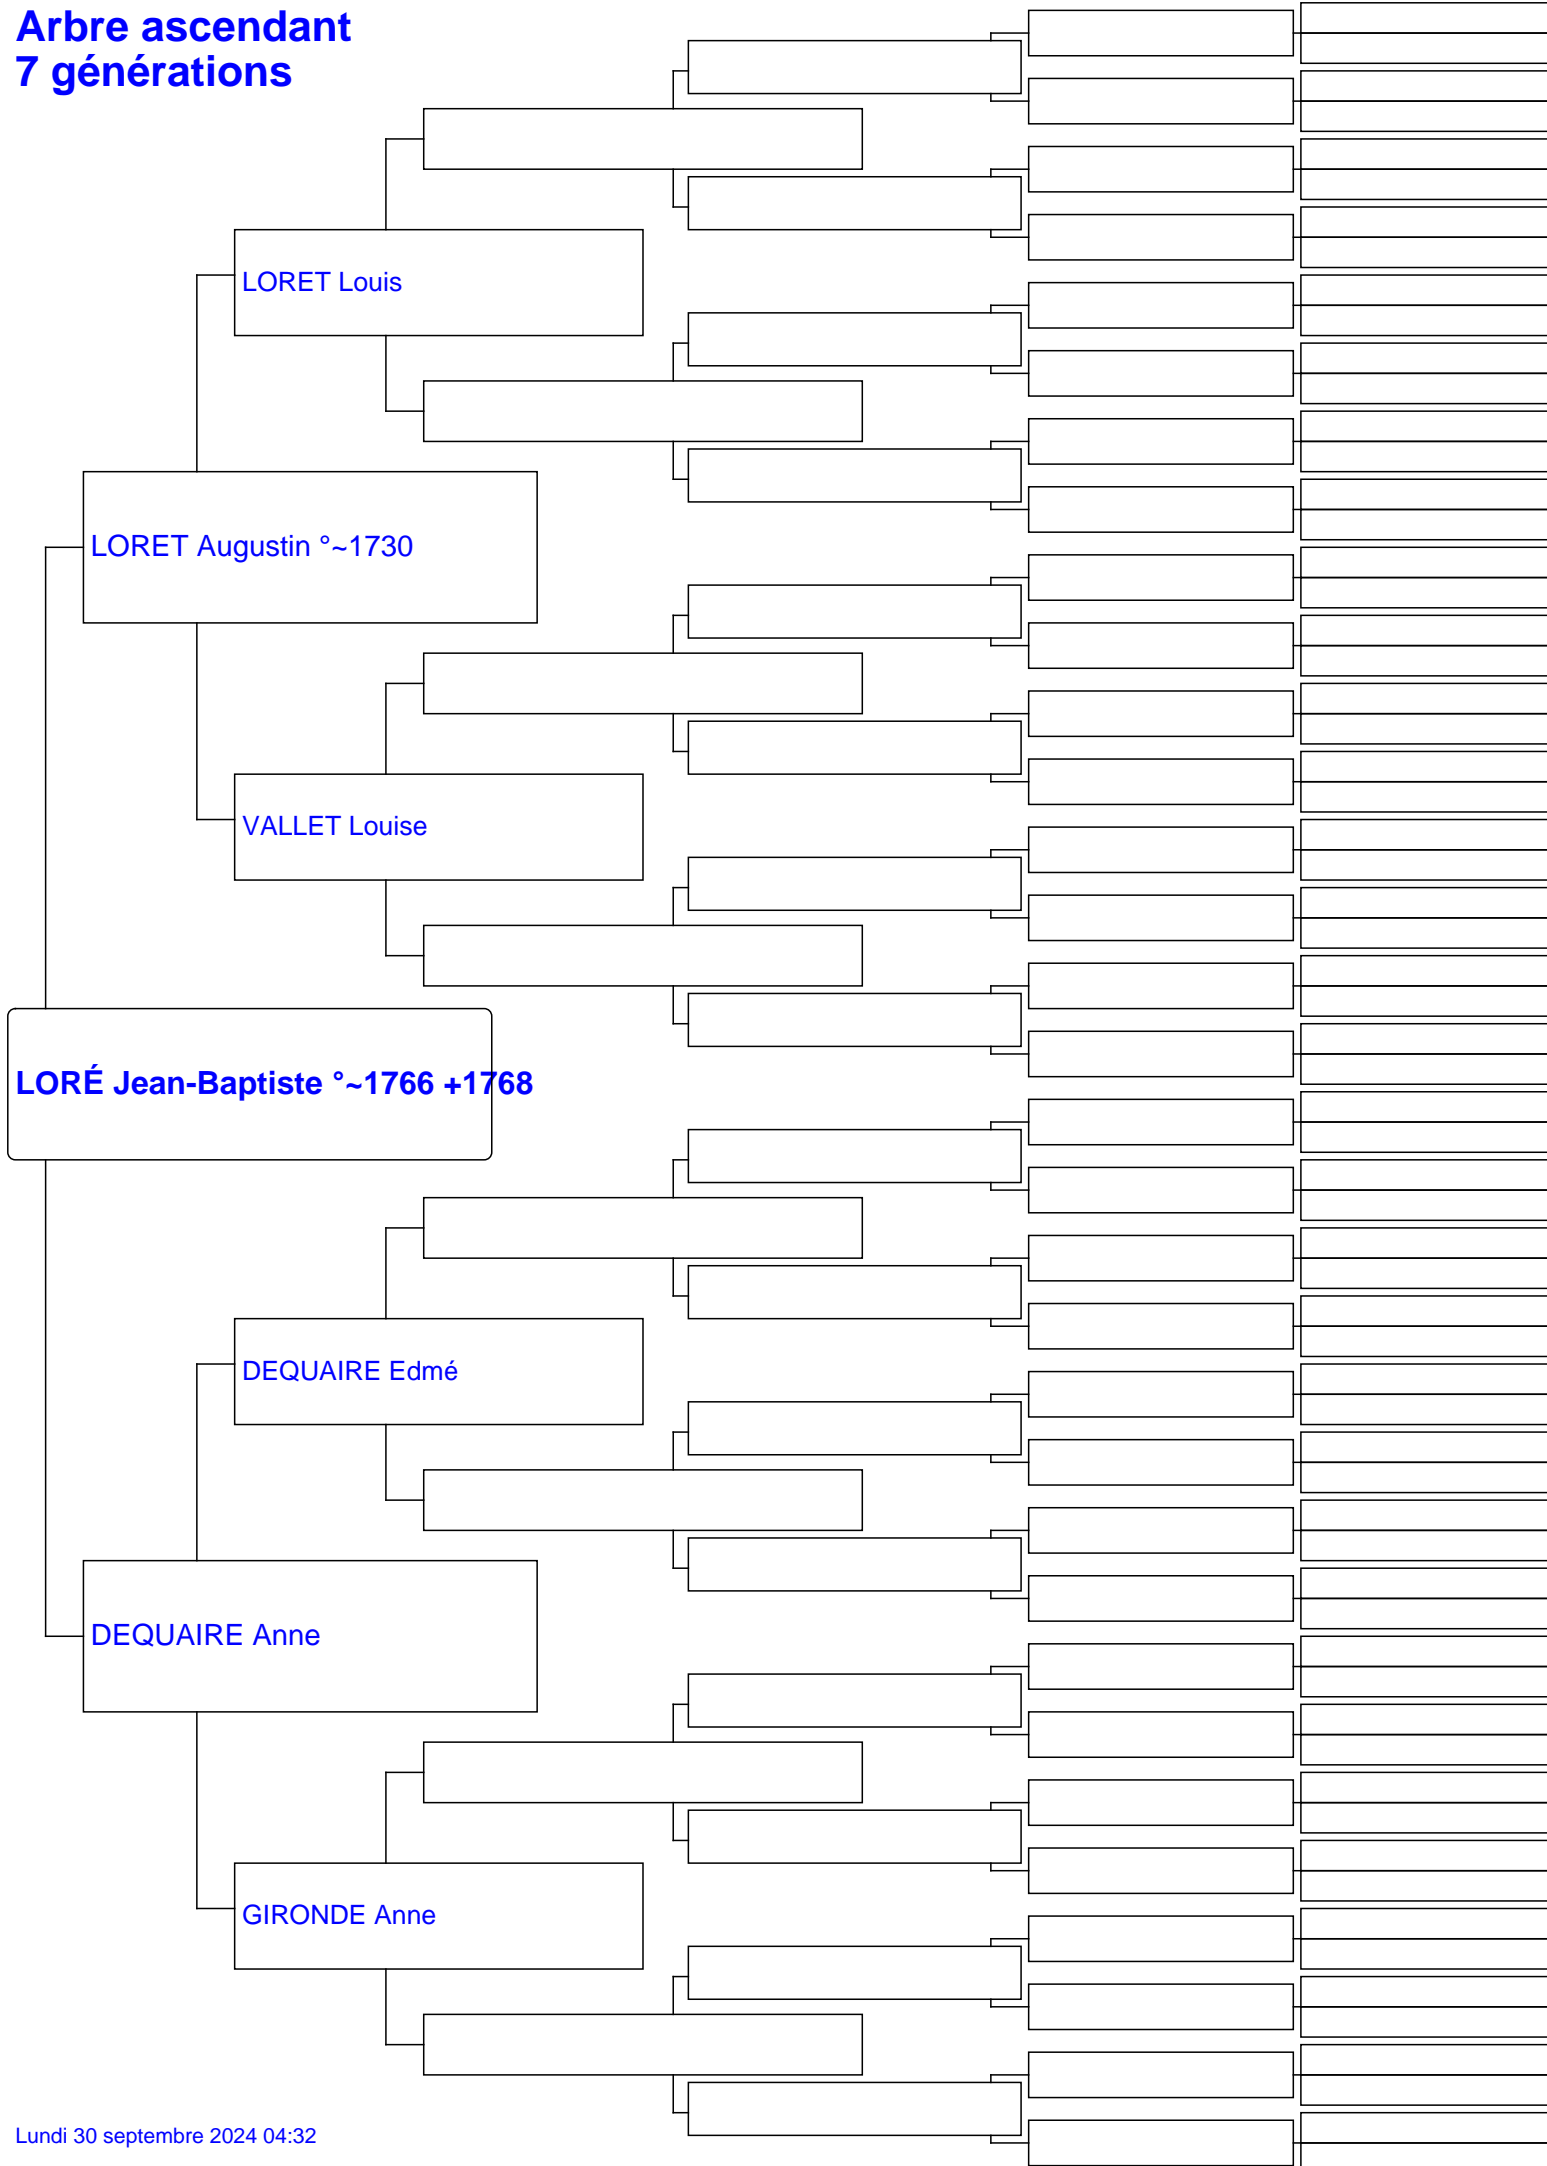 Arbre ascendant
7 générations
LORET Louis
LORET Augustin °~1730
VALLET Louise
LORÉ Jean-Baptiste °~1766 +1768
DEQUAIRE Edmé
DEQUAIRE Anne
GIRONDE Anne
Lundi 30 septembre 2024 04:32